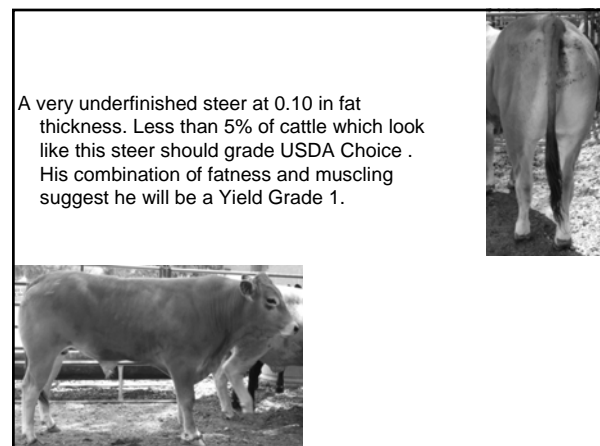 A very underfinished steer at 0.10 in fat
thickness. Less than 5% of cattle which look
like this steer should grade USDA Choice .
His combination of fatness and muscling
suggest he will be a Yield Grade 1.